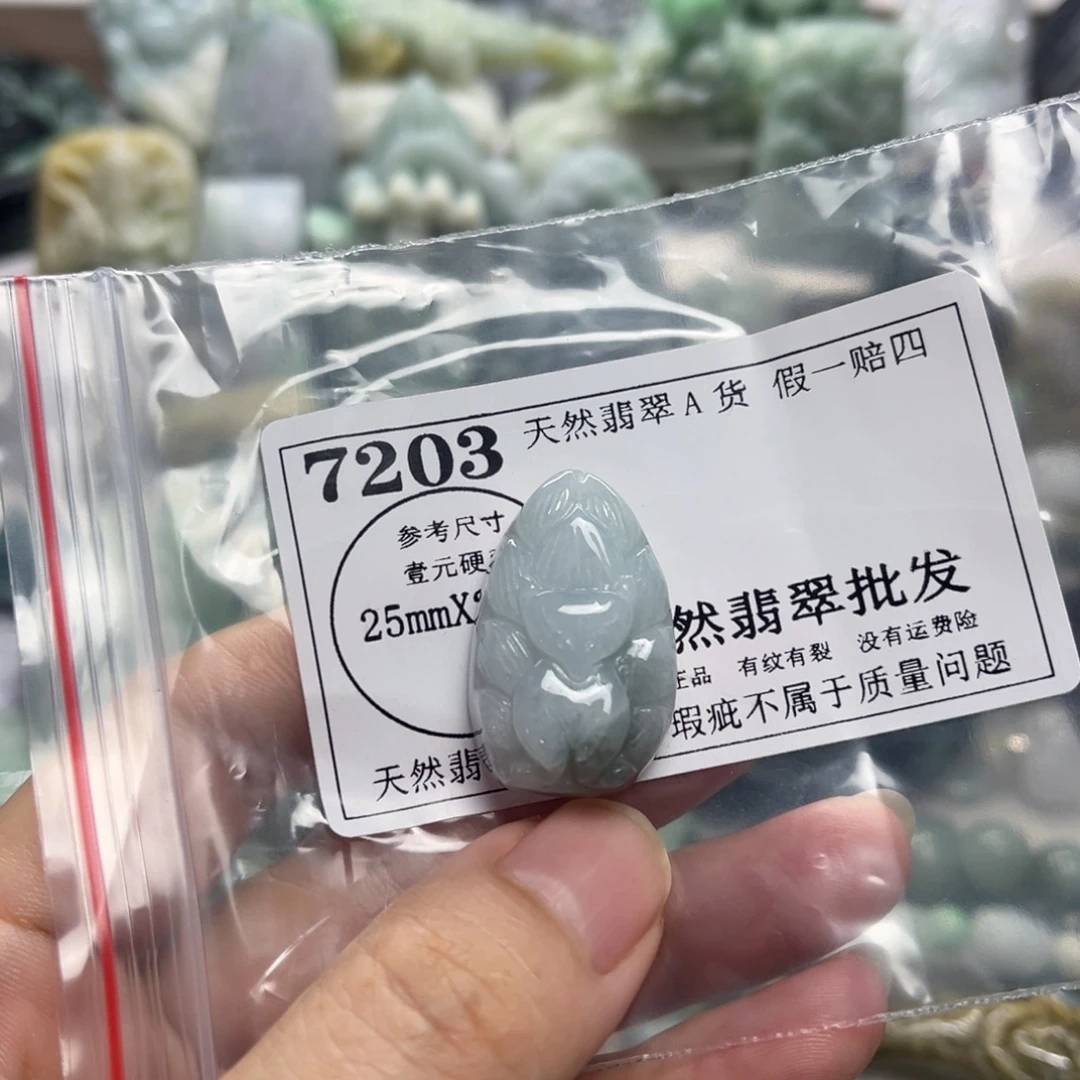 7203 天然翡翠A货 假一赔四
参考尺寸
壹元硬
25mmX
然翡翠批发
品 有纹有裂 没有运费险
瑕疵不属于质量问题
天然翡